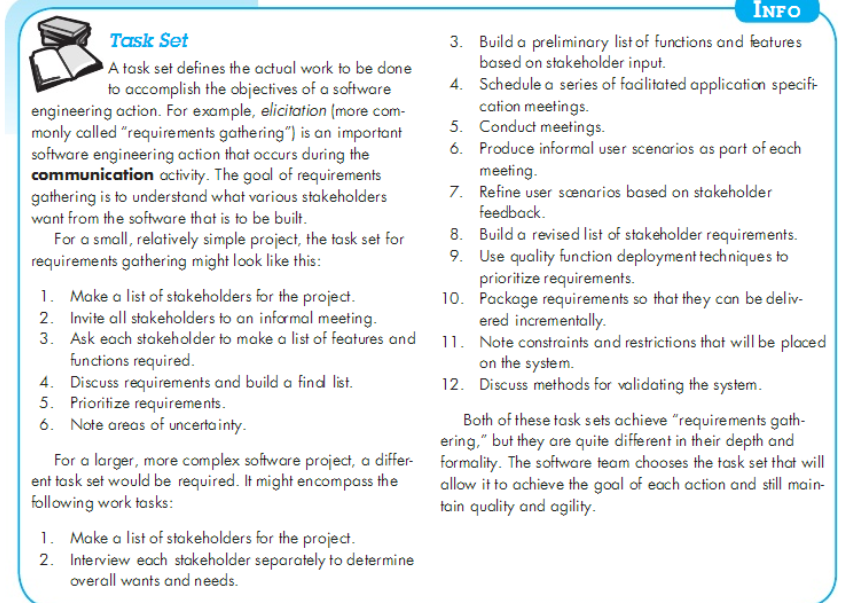 INFO
Task Set
A task set defines the actual work to be done
to accomplish the objectives of a software
engineering action. For example, elicitation (more com-
monly called “requirements gathering”) is an important
software engineering action that occurs during the
communication activity. The goal of requirements
gathering is to understand what various stakeholders
want from the software that is to be built.
For a small, relatively simple project, the task set for
requirements gathering might look like this:
1. Make a list of stakeholders for the project.
2. Invite all stakeholders to an informal meeting.
3. Ask each stakeholder to make a list of features and
functions required.
4. Discuss requirements and build a final list.
5. Prioritize requirements.
6. Note areas of uncertainty.
For a larger, more complex software project, a differ-
ent task set would be required. It might encompass the
following work tasks:
1. Make a list of stakeholders for the project.
2. Interview each stakeholder separately to determine
overall wants and needs.
3. Build a preliminary list of functions and features
based on stakeholder input.
4. Schedule a series of facilitated application specifi-
cation meetings.
5. Conduct meetings.
6. Produce informal user scenarios as part of each
meeting.
7. Refine user scenarios based on stakeholder
feedback.
8. Build a revised list of stakeholder requirements.
9. Use quality function deployment techniques to
prioritize requirements.
10. Package requirements so that they can be deliv-
ered incrementally.
11. Note constraints and restrictions that will be placed
on the system.
12. Discuss methods for validating the system.
Both of these task sets achieve “requirements gath-
ering,” but they are quite different in their depth and
formality. The software team chooses the task set that will
allow it to achieve the goal of each action and still main-
tain quality and agility.